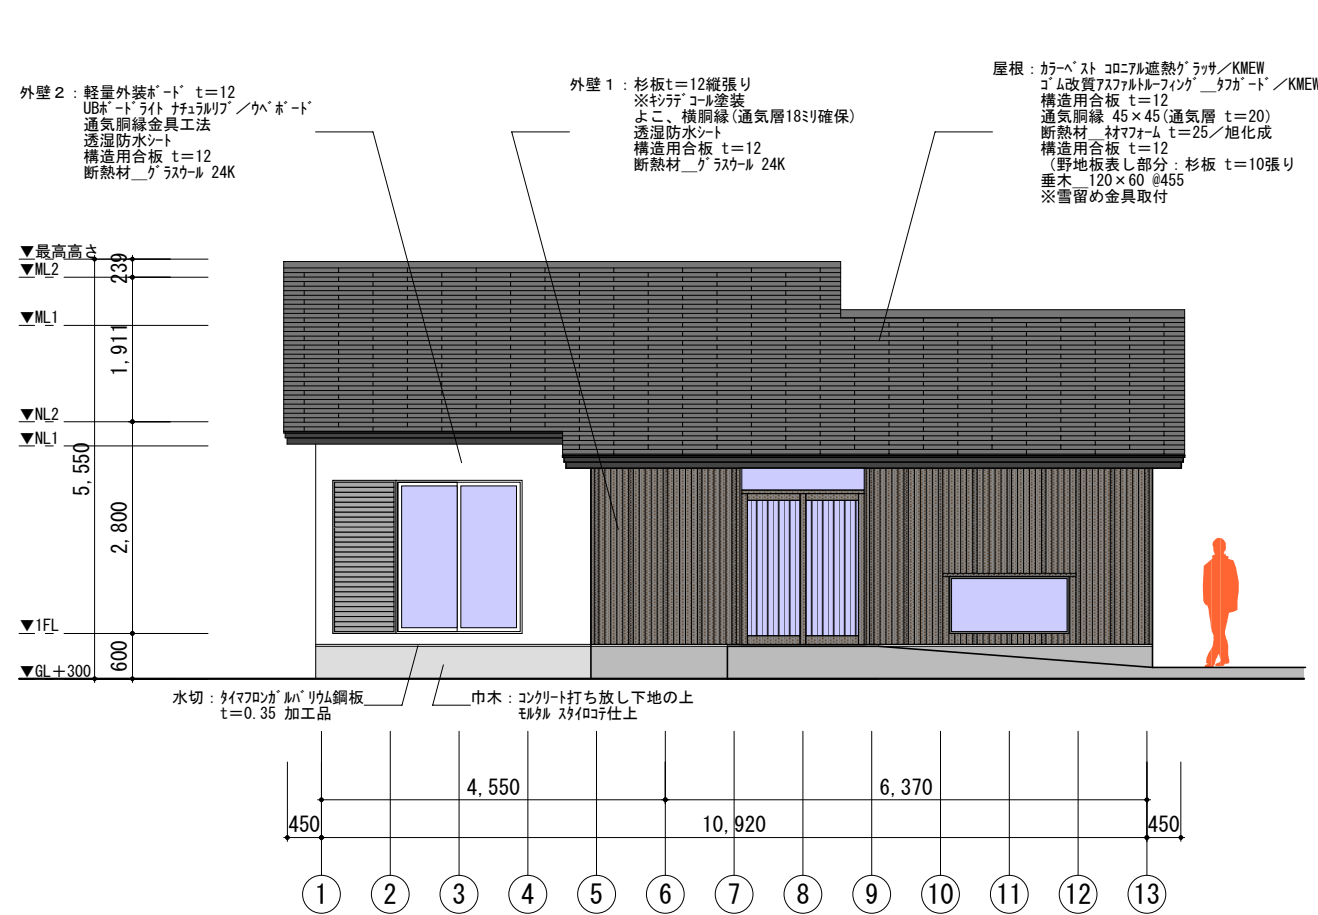 外壁２：軽量外装ﾎﾞｰﾄﾞ t＝12
UBﾎﾞｰﾄﾞﾗｲﾄ ﾅﾁｭﾗﾙﾘﾌﾞ／ｳﾍﾞﾎﾞｰﾄﾞ
通気胴縁金具工法
透湿防水ｼｰﾄ
構造用合板 t＝12
断熱材__ｸﾞﾗｽｳｰﾙ 24K
外壁１：杉板t＝12縦張り
※ｷｼﾗﾃﾞｺｰﾙ塗装
よこ、横胴縁(通気層18ﾐﾘ確保)
透湿防水ｼｰﾄ
構造用合板 t＝12
断熱材__ｸﾞﾗｽｳｰﾙ 24K
屋根：ｶﾗｰﾍﾞｽﾄ ｺﾛﾆｱﾙ遮熱ｸﾞﾗｯｻ／KMEW
ｺﾞﾑ改質ｱｽﾌｧﾙﾄﾙｰﾌｨﾝｸﾞ__ﾀﾌｶﾞｰﾄﾞ／KMEW
構造用合板 t＝12
通気胴縁 45×45(通気層 t＝20)
断熱材__ﾈｵﾏﾌｫｰﾑ t＝25／旭化成
構造用合板 t＝12
（野地板表し部分：杉板 t＝10張り
垂木__120×60 @455
※雪留め金具取付
▼最高高さ
▼ML2
▼ML1
▼NL2
▼NL1
▼1FL
▼GL＋300
239
1,911
5,550
2,800
600
水切：ﾀｲﾏﾌﾛﾝｶﾞﾙﾊﾞﾘｳﾑ鋼板
t＝0.35 加工品
巾木：ｺﾝｸﾘｰﾄ打ち放し下地の上
ﾓﾙﾀﾙ ｽﾀｲﾛｺﾃ仕上
4,550
6,370
450
10,920
450
1 2 3 4 5 6 7 8 9 10 11 12 13